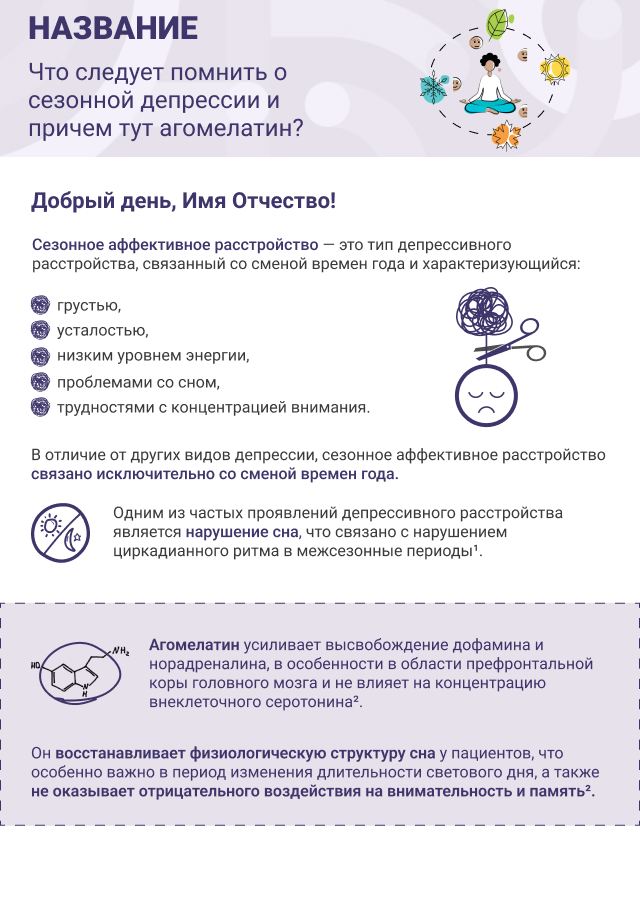 НАЗВАНИЕ
Что следует помнить о
сезонной депрессии и
причем тут агомелатин?
Добрый день, Имя Отчество!
Сезонное аффективное расстройство — это тип депрессивного
расстройства, связанный со сменой времен года и характеризующийся:
грустью,
усталостью,
низким уровнем энергии,
проблемами со сном,
трудностями с концентрацией внимания.
В отличие от других видов депрессии, сезонное аффективное расстройство
связано исключительно со сменой времен года.
Одним из частых проявлений депрессивного расстройства
является нарушение сна, что связано с нарушением
циркадианного ритма в межсезонные периоды¹.
HO
NH₂
N
H
Агомелатин усиливает высвобождение дофамина и
норадреналина, в особенности в области префронтальной
коры головного мозга и не влияет на концентрацию
внеклеточного серотонина².
Он восстанавливает физиологическую структуру сна у пациентов, что
особенно важно в период изменения длительности светового дня, а также
не оказывает отрицательного воздействия на внимательность и память².